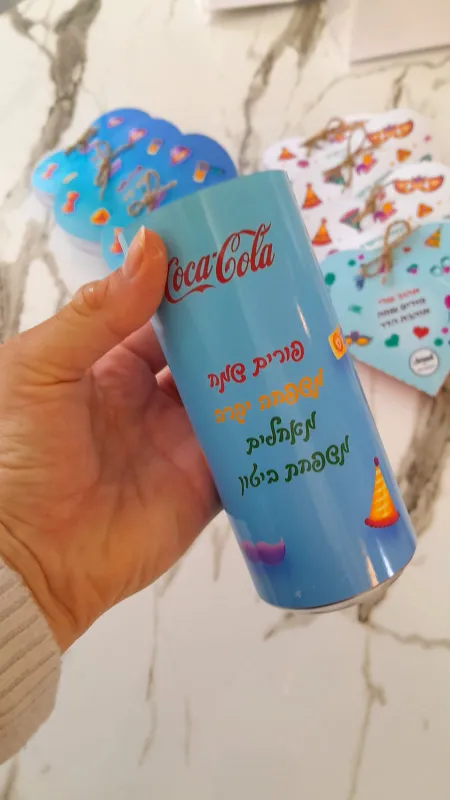 Coca-Cola
פורים שמח
משפחה יקרה
מאחלים
משפחת ביטון